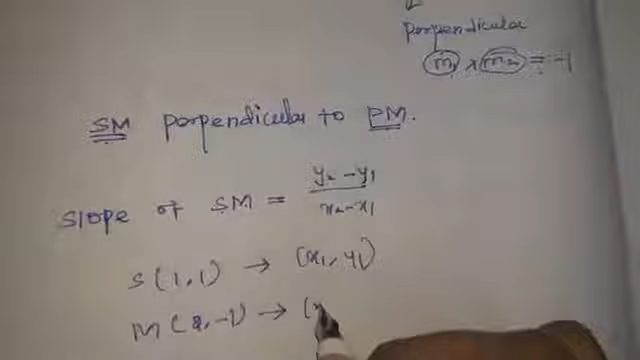 perpendicular
m₁ x m₂ = -1
SM perpendicular to PM.
Slope of SM = y₂-y₁ / x₂-x₁
S(1,1) → (x₁, y₁)
M(2,-1) → (x